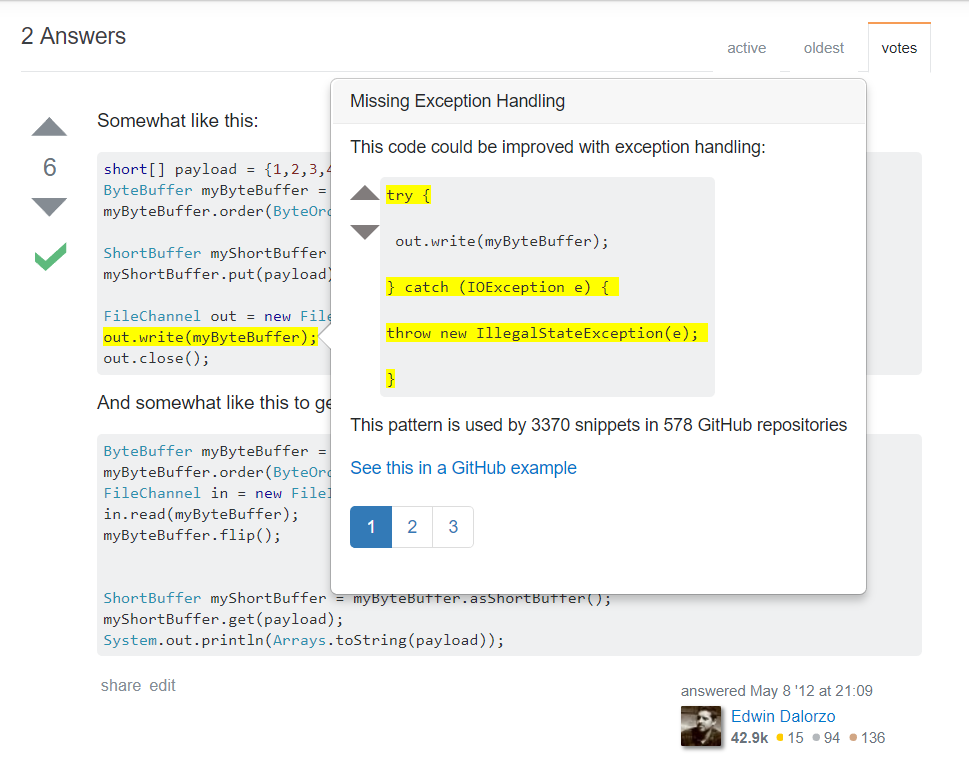 2 Answers
active oldest votes
Somewhat like this:
6
short[] payload = {1,2,3,4
ByteBuffer myByteBuffer =
myByteBuffer.order(ByteOrd
ShortBuffer myShortBuffer
myShortBuffer.put(payload)
FileChannel out = new File
out.write(myByteBuffer);
out.close();
And somewhat like this to ge
ByteBuffer myByteBuffer =
myByteBuffer.order(ByteOrd
FileChannel in = new FileI
in.read(myByteBuffer);
myByteBuffer.flip();
ShortBuffer myShortBuffer = myByteBuffer.asShortBuffer();
myShortBuffer.get(payload);
System.out.println(Arrays.toString(payload));
Missing Exception Handling
This code could be improved with exception handling:
try {
out.write(myByteBuffer);
} catch (IOException e) {
throw new IllegalStateException(e);
}
This pattern is used by 3370 snippets in 578 GitHub repositories
See this in a GitHub example
1 2 3
share edit
answered May 8 '12 at 21:09
Edwin Dalorzo
42.9k 15 94 136